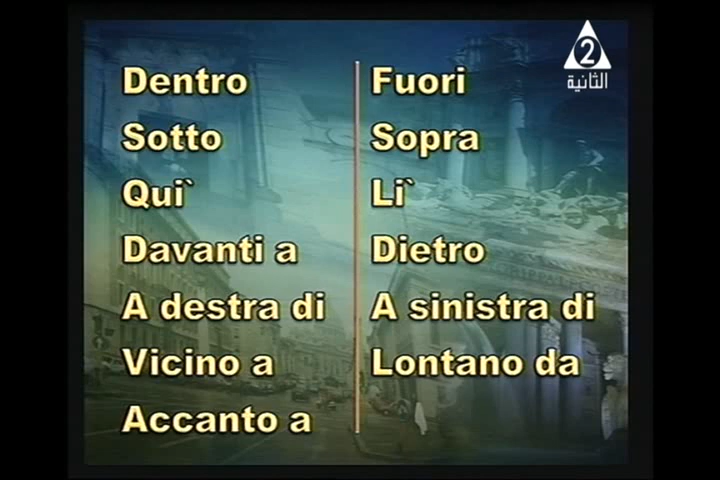 2
الثانية
Dentro
Fuori
Sotto
Sopra
Qui`
Li`
Davanti a
Dietro
A destra di
A sinistra di
Vicino a
Lontano da
Accanto a